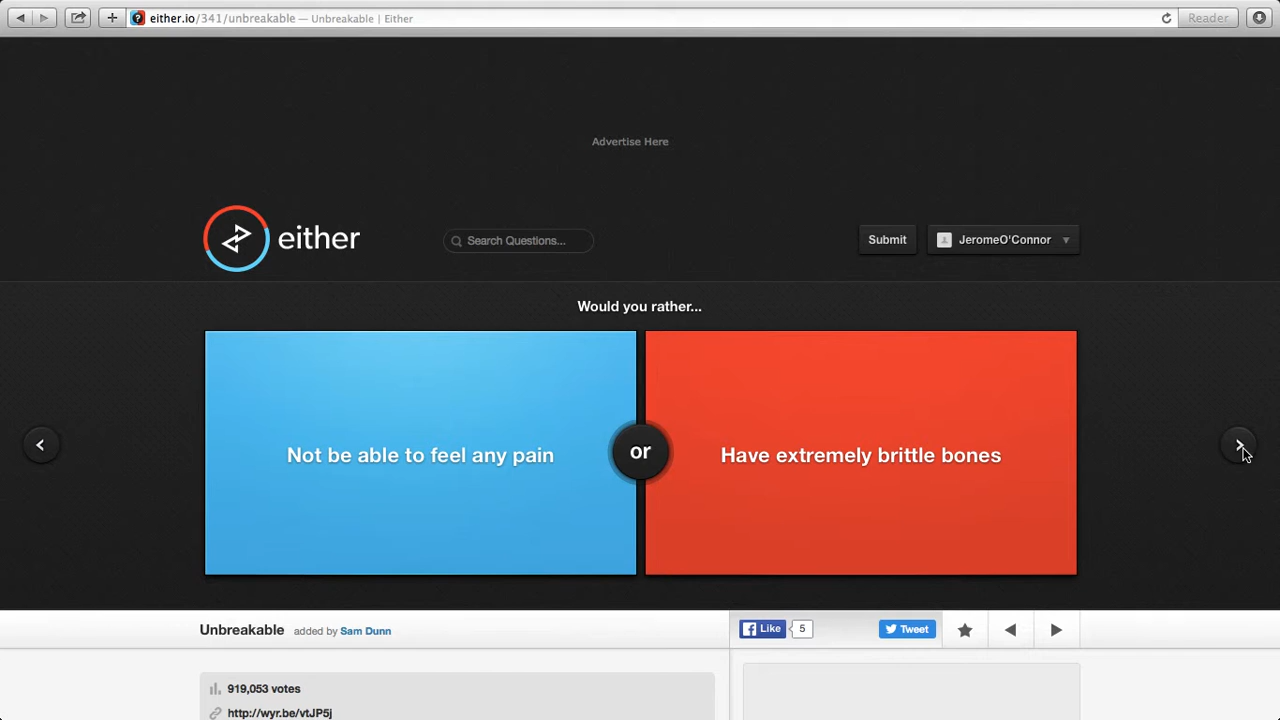 either.io/341/unbreakable — Unbreakable | Either
Reader
Advertise Here
either
Search Questions...
Submit
JeromeO'Connor
Would you rather...
Not be able to feel any pain
or
Have extremely brittle bones
Unbreakable added by Sam Dunn
Like 5
Tweet
919,053 votes
http://wyr.be/vtJP5j